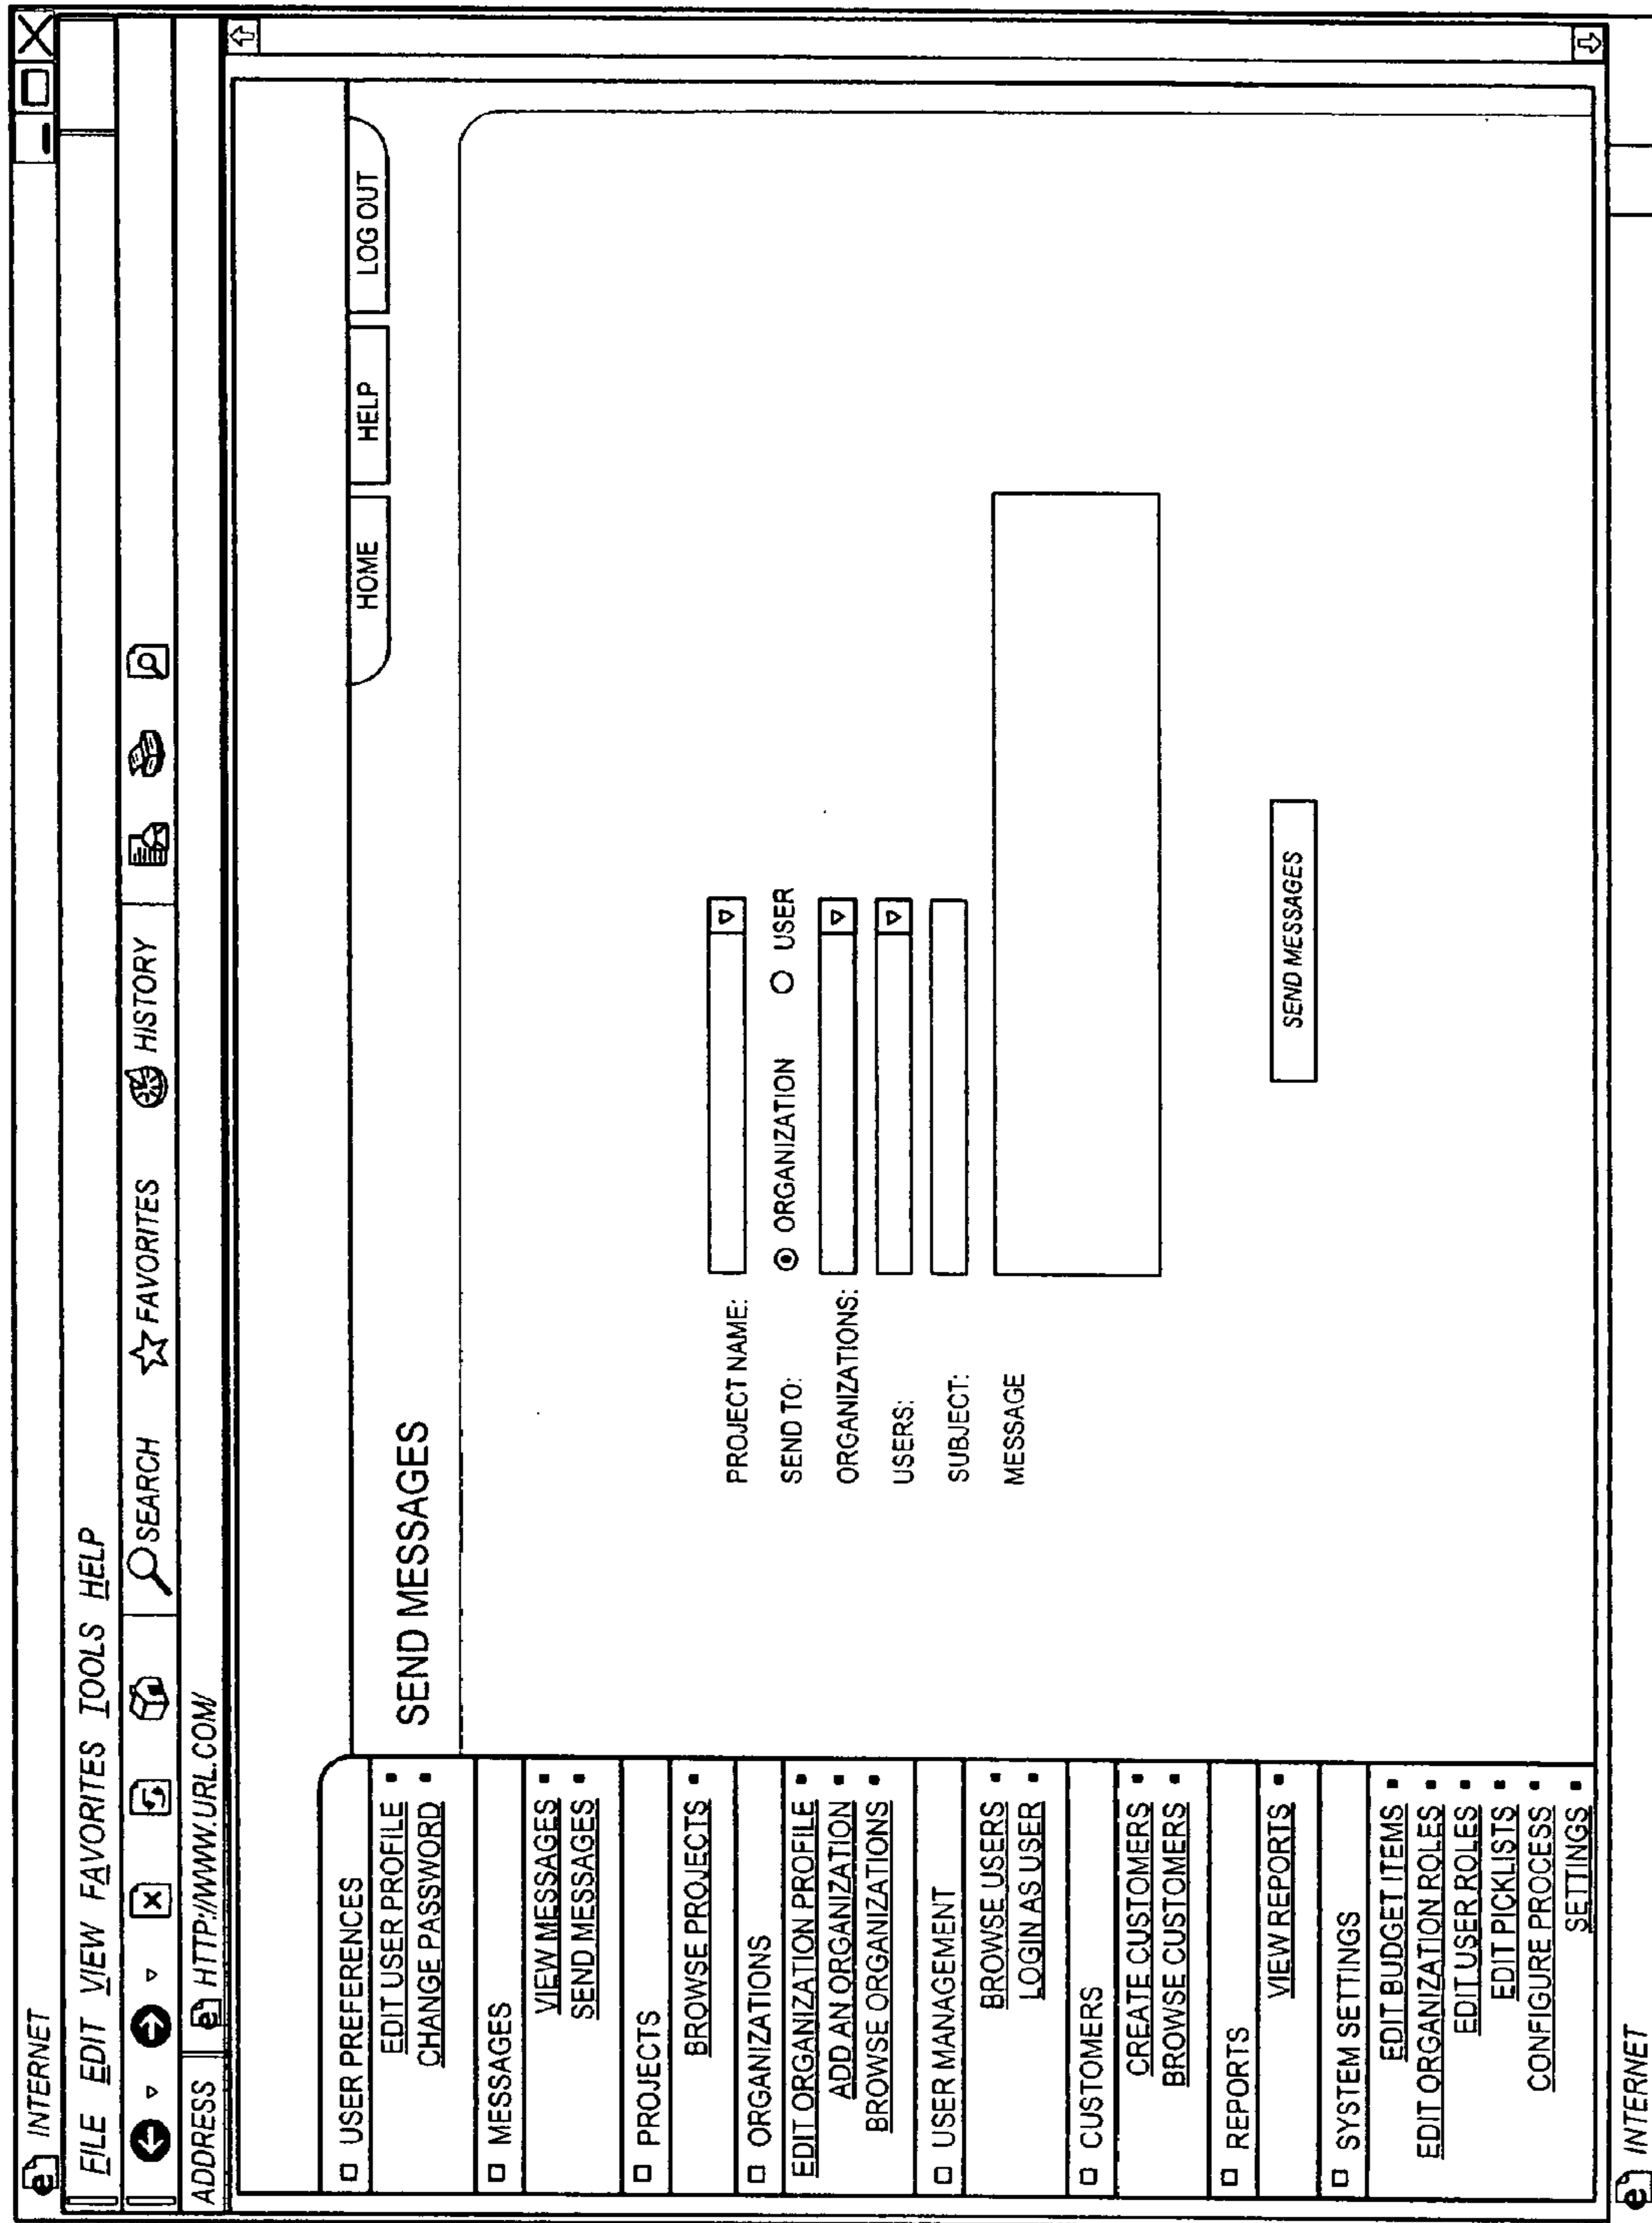 INTERNET
FILE EDIT VIEW FAVORITES TOOLS HELP
SEARCH FAVORITES HISTORY
ADDRESS HTTP://WWW.URL.COM/
HOME HELP LOG OUT
USER PREFERENCES
EDIT USER PROFILE
CHANGE PASSWORD
MESSAGES
VIEW MESSAGES
SEND MESSAGES
PROJECTS
BROWSE PROJECTS
ORGANIZATIONS
EDIT ORGANIZATION PROFILE
ADD AN ORGANIZATION
BROWSE ORGANIZATIONS
USER MANAGEMENT
BROWSE USERS
LOGIN AS USER
CUSTOMERS
CREATE CUSTOMERS
BROWSE CUSTOMERS
REPORTS
VIEW REPORTS
SYSTEM SETTINGS
EDIT BUDGET ITEMS
EDIT ORGANIZATION ROLES
EDIT USER ROLES
EDIT PICKLISTS
CONFIGURE PROCESS
SETTINGS
SEND MESSAGES
PROJECT NAME:
SEND TO: ORGANIZATION USER
ORGANIZATIONS:
USERS:
SUBJECT:
MESSAGE
SEND MESSAGES
INTERNET